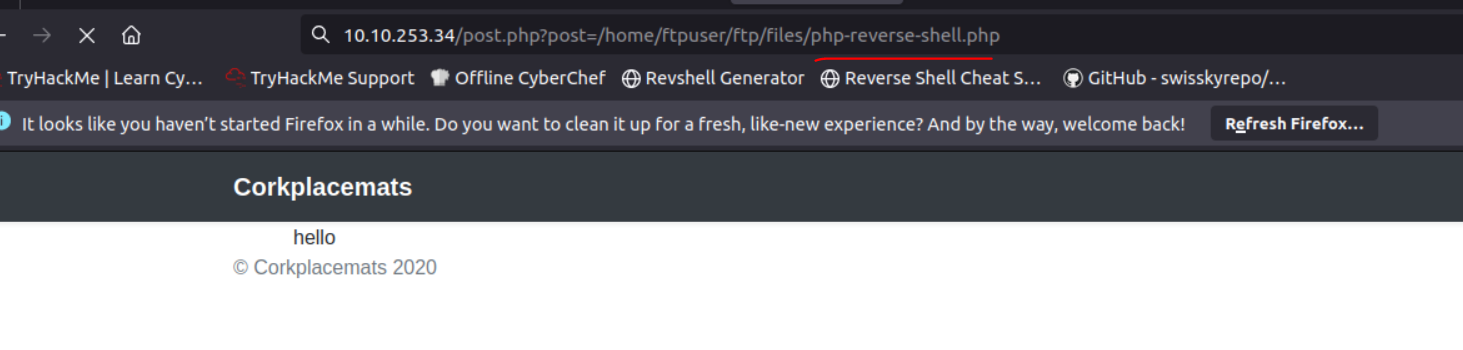 10.10.253.34/post.php?post=/home/ftpuser/ftp/files/php-reverse-shell.php
TryHackMe | Learn Cy... TryHackMe Support Offline CyberChef Revshell Generator Reverse Shell Cheat S... GitHub - swisskyrepo/...
It looks like you haven't started Firefox in a while. Do you want to clean it up for a fresh, like-new experience? And by the way, welcome back! Refresh Firefox...
Corkplacemats
hello
© Corkplacemats 2020